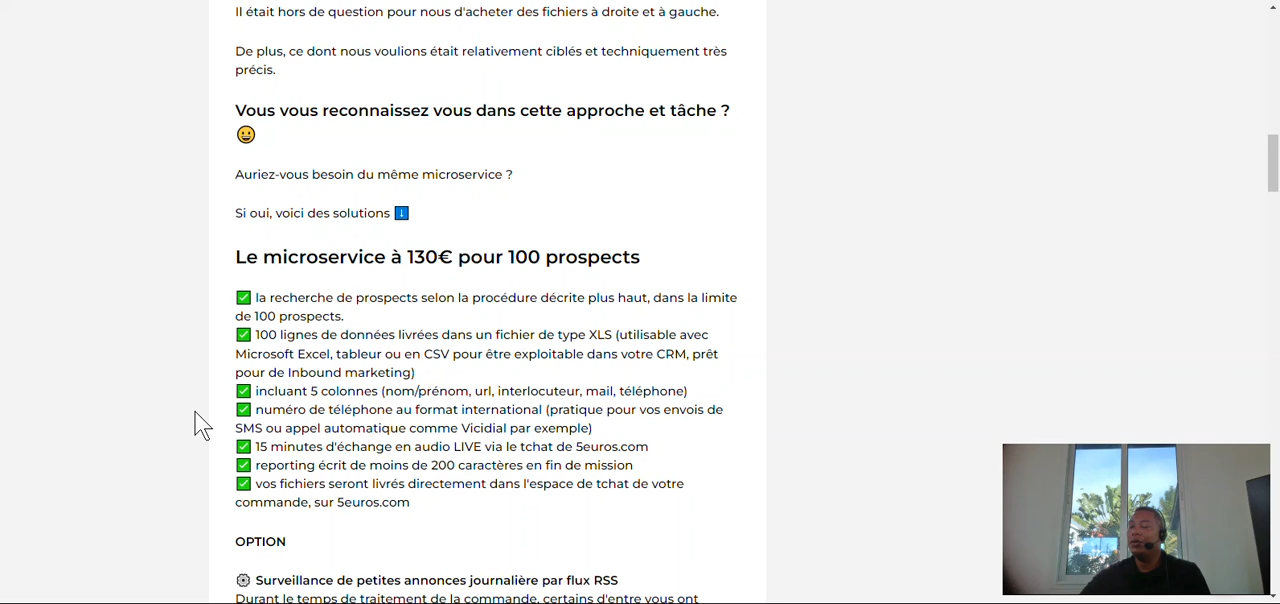 Il était hors de question pour nous d'acheter des fichiers à droite et à gauche.
De plus, ce dont nous voulions était relativement ciblés et techniquement très
précis.
Vous vous reconnaissez vous dans cette approche et tâche ?
😀
Auriez-vous besoin du même microservice ?
Si oui, voici des solutions ⬇️
Le microservice à 130€ pour 100 prospects
✅ la recherche de prospects selon la procédure décrite plus haut, dans la limite
de 100 prospects.
✅ 100 lignes de données livrées dans un fichier de type XLS (utilisable avec
Microsoft Excel, tableur ou en CSV pour être exploitable dans votre CRM, prêt
pour de Inbound marketing)
✅ incluant 5 colonnes (nom/prénom, url, interlocuteur, mail, téléphone)
✅ numéro de téléphone au format international (pratique pour vos envois de
SMS ou appel automatique comme Vicidial par exemple)
✅ 15 minutes d'échange en audio LIVE via le tchat de 5euros.com
✅ reporting écrit de moins de 200 caractères en fin de mission
✅ vos fichiers seront livrés directement dans l'espace de tchat de votre
commande, sur 5euros.com
OPTION
⚙️ Surveillance de petites annonces journalière par flux RSS
Durant le temps de traitement de la commande, certains d'entre vous ont